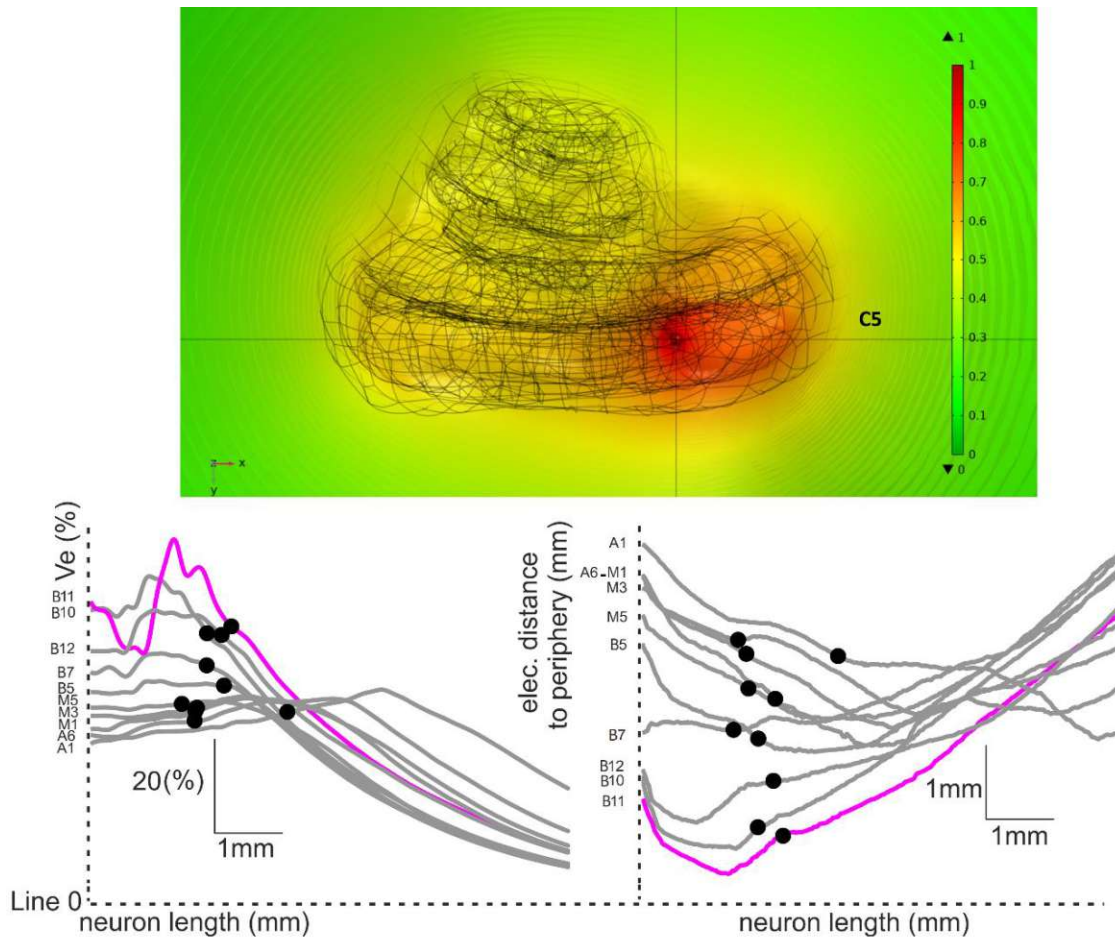 ▲ 1
1
0.9
0.8
0.7
0.6
0.5
0.4
0.3
0.2
0.1
0
▼ 0
C5
z x
y
Ve (%)
B11
B10
B12
B7
B5
M5
M3
M1
A6
A1
20(%)
1mm
Line 0
neuron length (mm)
elec. distance
to periphery (mm)
A1
A6-M1
M3
M5
B5
B7
B12
B10
B11
1mm
1mm
neuron length (mm)